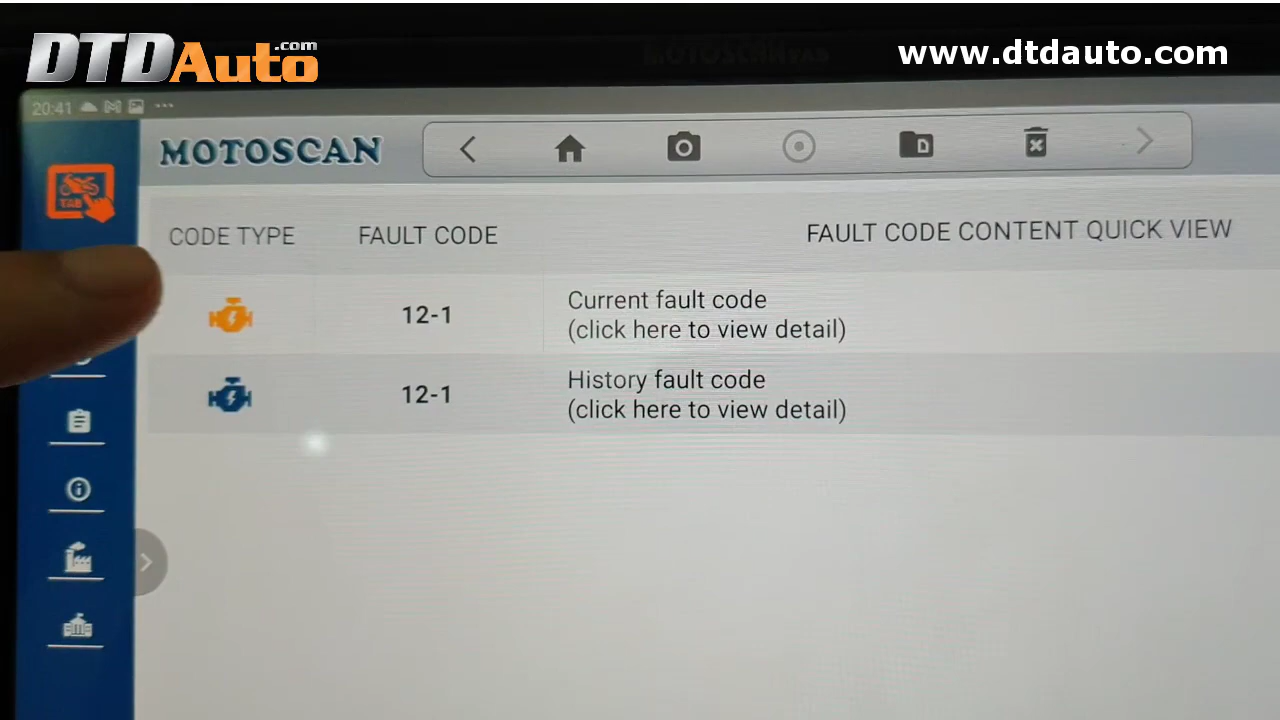 DTDAuto.com
www.dtdauto.com
20:41
MOTOSCAN
TAB
CODE TYPE
FAULT CODE
FAULT CODE CONTENT QUICK VIEW
12-1
Current fault code
(click here to view detail)
12-1
History fault code
(click here to view detail)